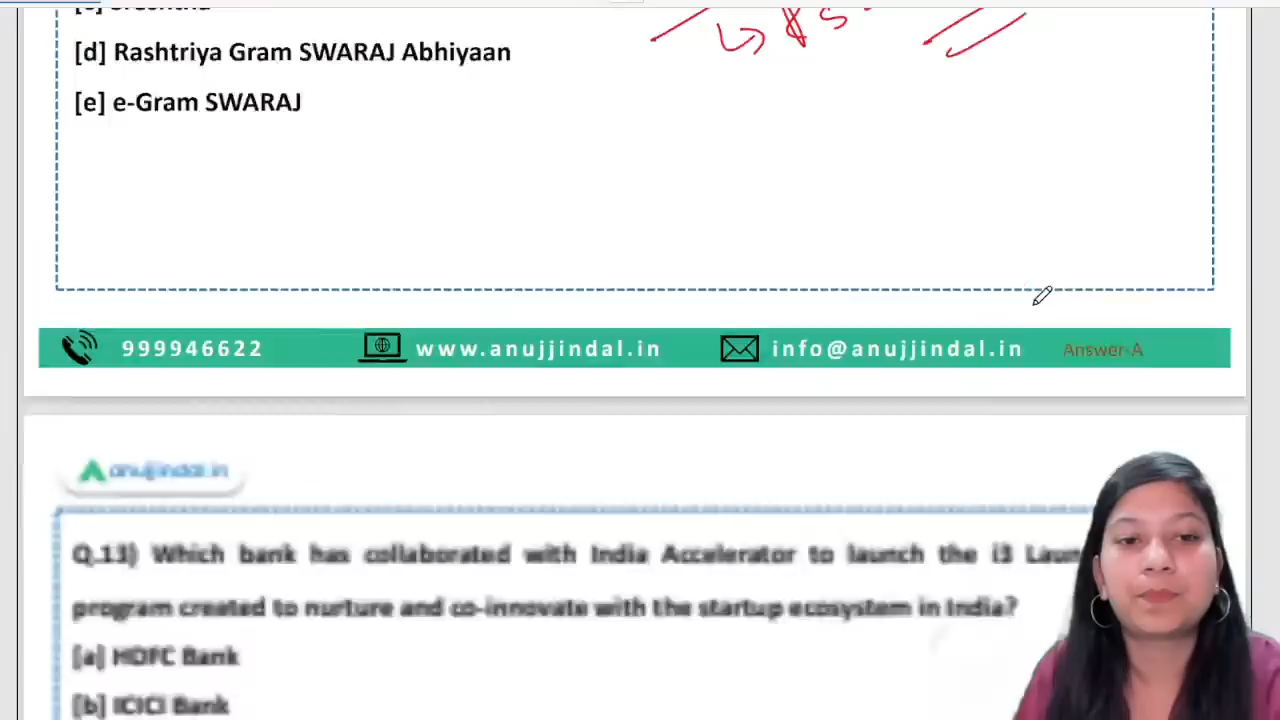 [d] Rashtriya Gram SWARAJ Abhiyaan
[e] e-Gram SWARAJ
999946622 www.anujjindal.in info@anujjindal.in Answer-A
anujjindal.in
Q.13) Which bank has collaborated with India Accelerator to launch the i3
program created to nurture and co-innovate with the startup ecosystem in India?
[a] HDFC Bank
[b] ICICI Bank